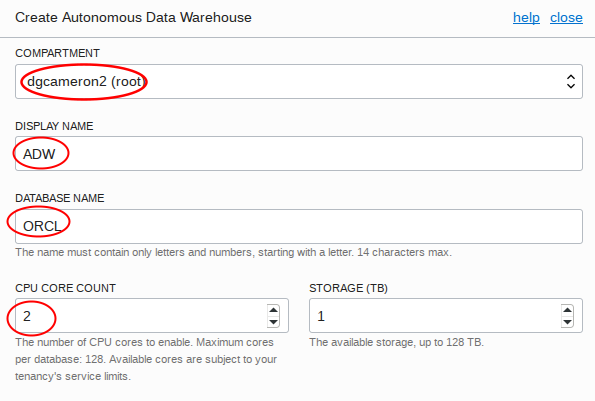 Create Autonomous Data Warehouse help close
COMPARTMENT
dgcameron2 (root)
DISPLAY NAME
ADW
DATABASE NAME
ORCL
The name must contain only letters and numbers, starting with a letter. 14 characters max.
CPU CORE COUNT STORAGE (TB)
2 1
The number of CPU cores to enable. Maximum cores The available storage, up to 128 TB.
per database: 128. Available cores are subject to your
tenancy's service limits.